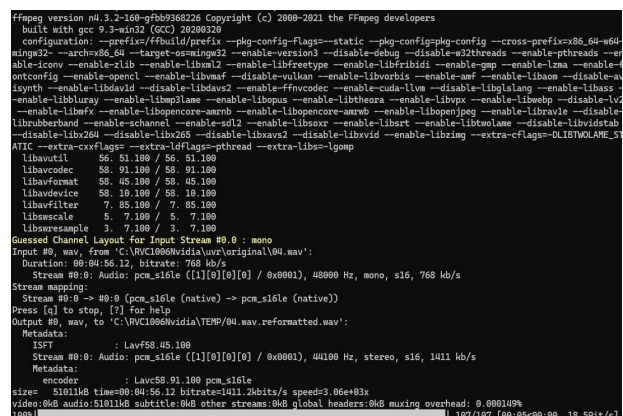 ffmpeg version n4.3.2-160-gfbb9368226 Copyright (c) 2000-2021 the FFmpeg developers
built with gcc 9.3-win32 (GCC) 20200320
configuration: --prefix=/ffbuild/prefix --pkg-config-flags=--static --pkg-config=pkg-config --cross-prefix=x86_64-w64-
mingw32- --arch=x86_64 --target-os=mingw32 --enable-version3 --disable-debug --disable-w32threads --enable-pthreads --en
able-iconv --enable-zlib --enable-libxml2 --enable-libfreetype --enable-libfribidi --enable-gmp --enable-lzma --enable-f
ontconfig --enable-opencl --enable-libvmaf --disable-vulkan --enable-libvorbis --enable-amf --enable-libaom --disable-av
isynth --enable-libdav1d --disable-libdavs2 --enable-ffnvcodec --enable-cuda-llvm --disable-libglslang --enable-libass -
-enable-libbluray --enable-libmp3lame --enable-libopus --enable-libtheora --enable-libvpx --enable-libwebp --disable-lv2
--enable-libmfx --enable-libopencore-amrnb --enable-libopencore-amrwb --enable-libopenjpeg --enable-librav1e --disable-
librubberband --enable-schannel --enable-sdl2 --enable-libsoxr --enable-libsrt --enable-libtwolame --disable-libvidstab
--disable-libx264 --disable-libx265 --disable-libxavs2 --disable-libxvid --enable-libzimg --extra-cflags=-DLIBTWOLAME_ST
ATIC --extra-cxxflags= --extra-ldflags=-pthread --extra-libs=-lgomp
libavutil 56. 51.100 / 56. 51.100
libavcodec 58. 91.100 / 58. 91.100
libavformat 58. 45.100 / 58. 45.100
libavdevice 58. 10.100 / 58. 10.100
libavfilter 7. 85.100 / 7. 85.100
libswscale 5. 7.100 / 5. 7.100
libswresample 3. 7.100 / 3. 7.100
Guessed Channel Layout for Input Stream #0.0 : mono
Input #0, wav, from 'C:\RVC1006Nvidia\uvr\original\04.wav':
Duration: 00:04:56.12, bitrate: 768 kb/s
Stream #0:0: Audio: pcm_s16le ([1][0][0][0] / 0x0001), 48000 Hz, mono, s16, 768 kb/s
Stream mapping:
Stream #0:0 -> #0:0 (pcm_s16le (native) -> pcm_s16le (native))
Press [q] to stop, [?] for help
Output #0, wav, to 'C:\RVC1006Nvidia\TEMP/04.wav.reformatted.wav':
Metadata:
ISFT : Lavf58.45.100
Stream #0:0: Audio: pcm_s16le ([1][0][0][0] / 0x0001), 44100 Hz, stereo, s16, 1411 kb/s
Metadata:
encoder : Lavc58.91.100 pcm_s16le
size= 51011kB time=00:04:56.12 bitrate=1411.2kbits/s speed=3.06e+03x
video:0kB audio:51011kB subtitle:0kB other streams:0kB global headers:0kB muxing overhead: 0.000149%
100%| 107/107 [00:05<00:00, 18.59it/s]